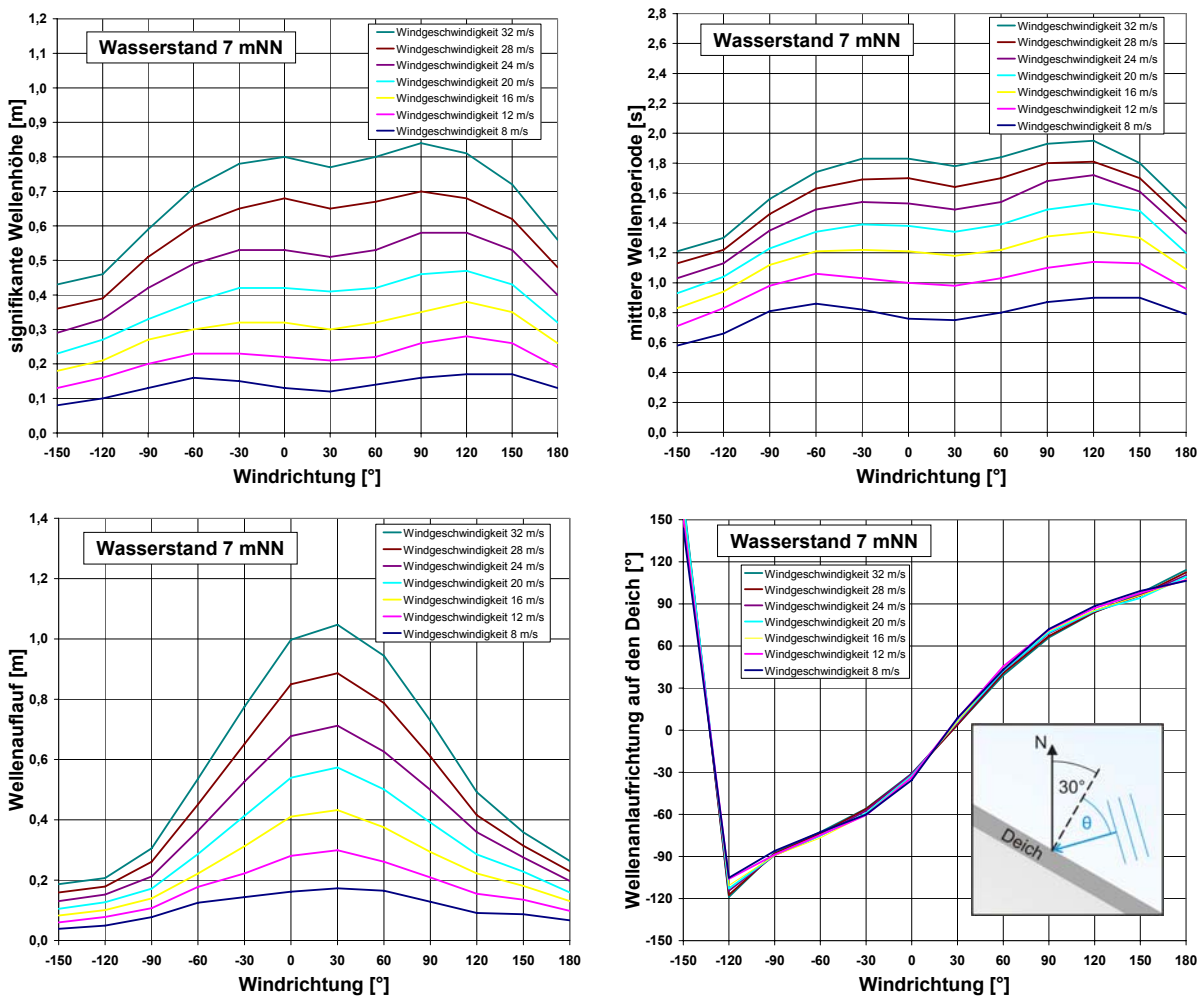 1,2
1,1
1,0
0,9
0,8
0,7
0,6
0,5
0,4
0,3
0,2
0,1
0,0
signifikante Wellenhöhe [m]
Wasserstand 7 mNN
Windgeschwindigkeit 32 m/s
Windgeschwindigkeit 28 m/s
Windgeschwindigkeit 24 m/s
Windgeschwindigkeit 20 m/s
Windgeschwindigkeit 16 m/s
Windgeschwindigkeit 12 m/s
Windgeschwindigkeit 8 m/s
-150 -120 -90 -60 -30 0 30 60 90 120 150 180
Windrichtung [°]
2,8
2,6
2,4
2,2
2,0
1,8
1,6
1,4
1,2
1,0
0,8
0,6
0,4
0,2
0,0
mittlere Wellenperiode [s]
Wasserstand 7 mNN
Windgeschwindigkeit 32 m/s
Windgeschwindigkeit 28 m/s
Windgeschwindigkeit 24 m/s
Windgeschwindigkeit 20 m/s
Windgeschwindigkeit 16 m/s
Windgeschwindigkeit 12 m/s
Windgeschwindigkeit 8 m/s
-150 -120 -90 -60 -30 0 30 60 90 120 150 180
Windrichtung [°]
1,4
1,2
1,0
0,8
0,6
0,4
0,2
0,0
Wellenauflauf [m]
Wasserstand 7 mNN
Windgeschwindigkeit 32 m/s
Windgeschwindigkeit 28 m/s
Windgeschwindigkeit 24 m/s
Windgeschwindigkeit 20 m/s
Windgeschwindigkeit 16 m/s
Windgeschwindigkeit 12 m/s
Windgeschwindigkeit 8 m/s
-150 -120 -90 -60 -30 0 30 60 90 120 150 180
Windrichtung [°]
150
120
90
60
30
0
-30
-60
-90
-120
-150
Wellenanlaufrichtung auf den Deich [°]
Wasserstand 7 mNN
Windgeschwindigkeit 32 m/s
Windgeschwindigkeit 28 m/s
Windgeschwindigkeit 24 m/s
Windgeschwindigkeit 20 m/s
Windgeschwindigkeit 16 m/s
Windgeschwindigkeit 12 m/s
Windgeschwindigkeit 8 m/s
N
30°
θ
Deich
-150 -120 -90 -60 -30 0 30 60 90 120 150 180
Windrichtung [°]